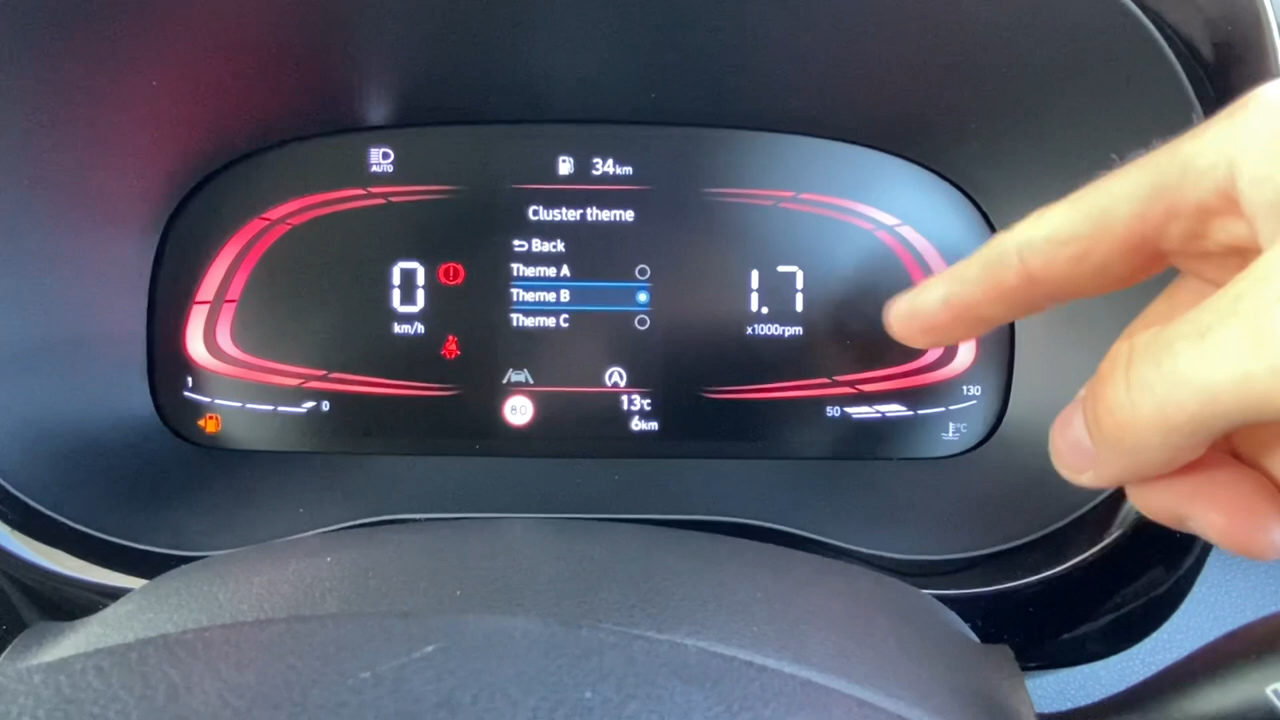 AUTO
34km
Cluster theme
Back
Theme A
Theme B
Theme C
0
km/h
1.7
x1000rpm
1
0
80
13°C
6km
50
130
°C